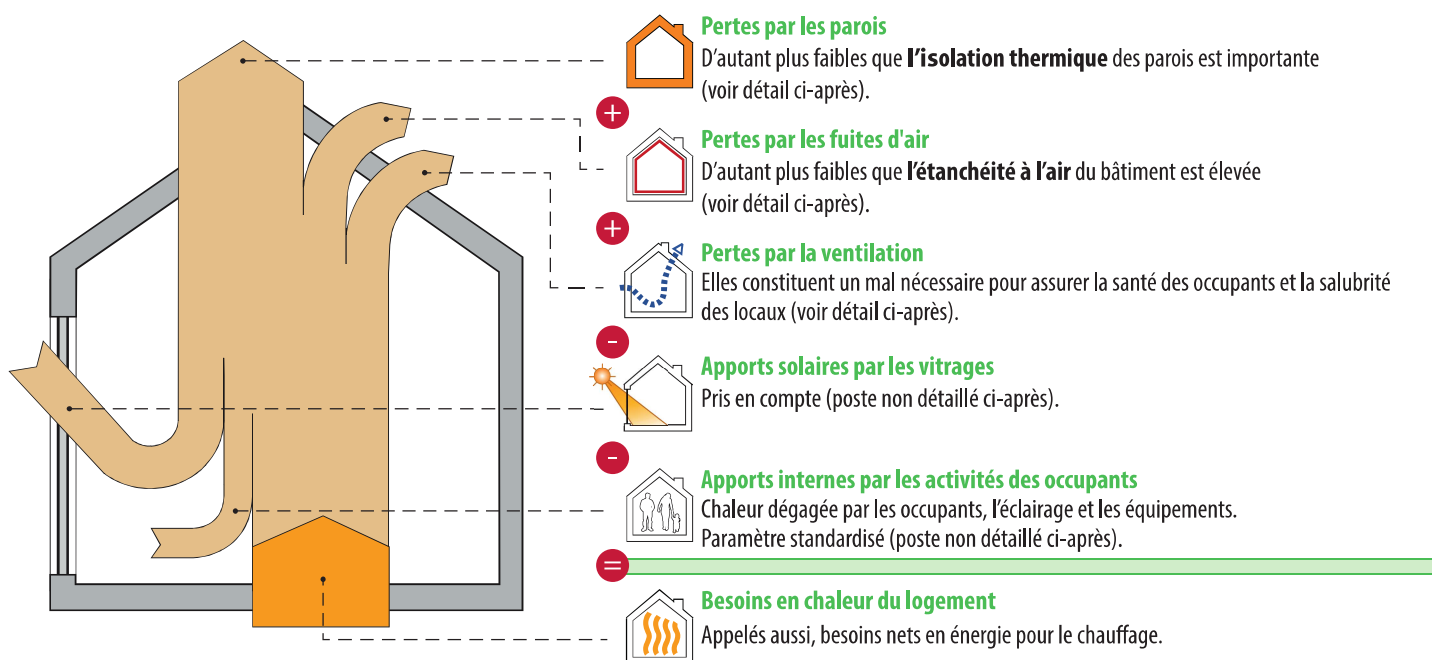 Pertes par les parois
D'autant plus faibles que l'isolation thermique des parois est importante
(voir détail ci-après).
+
Pertes par les fuites d'air
D'autant plus faibles que l'étanchéité à l'air du bâtiment est élevée
(voir détail ci-après).
+
Pertes par la ventilation
Elles constituent un mal nécessaire pour assurer la santé des occupants et la salubrité
des locaux (voir détail ci-après).
-
Apports solaires par les vitrages
Pris en compte (poste non détaillé ci-après).
-
Apports internes par les activités des occupants
Chaleur dégagée par les occupants, l'éclairage et les équipements.
Paramètre standardisé (poste non détaillé ci-après).
=
Besoins en chaleur du logement
Appelés aussi, besoins nets en énergie pour le chauffage.